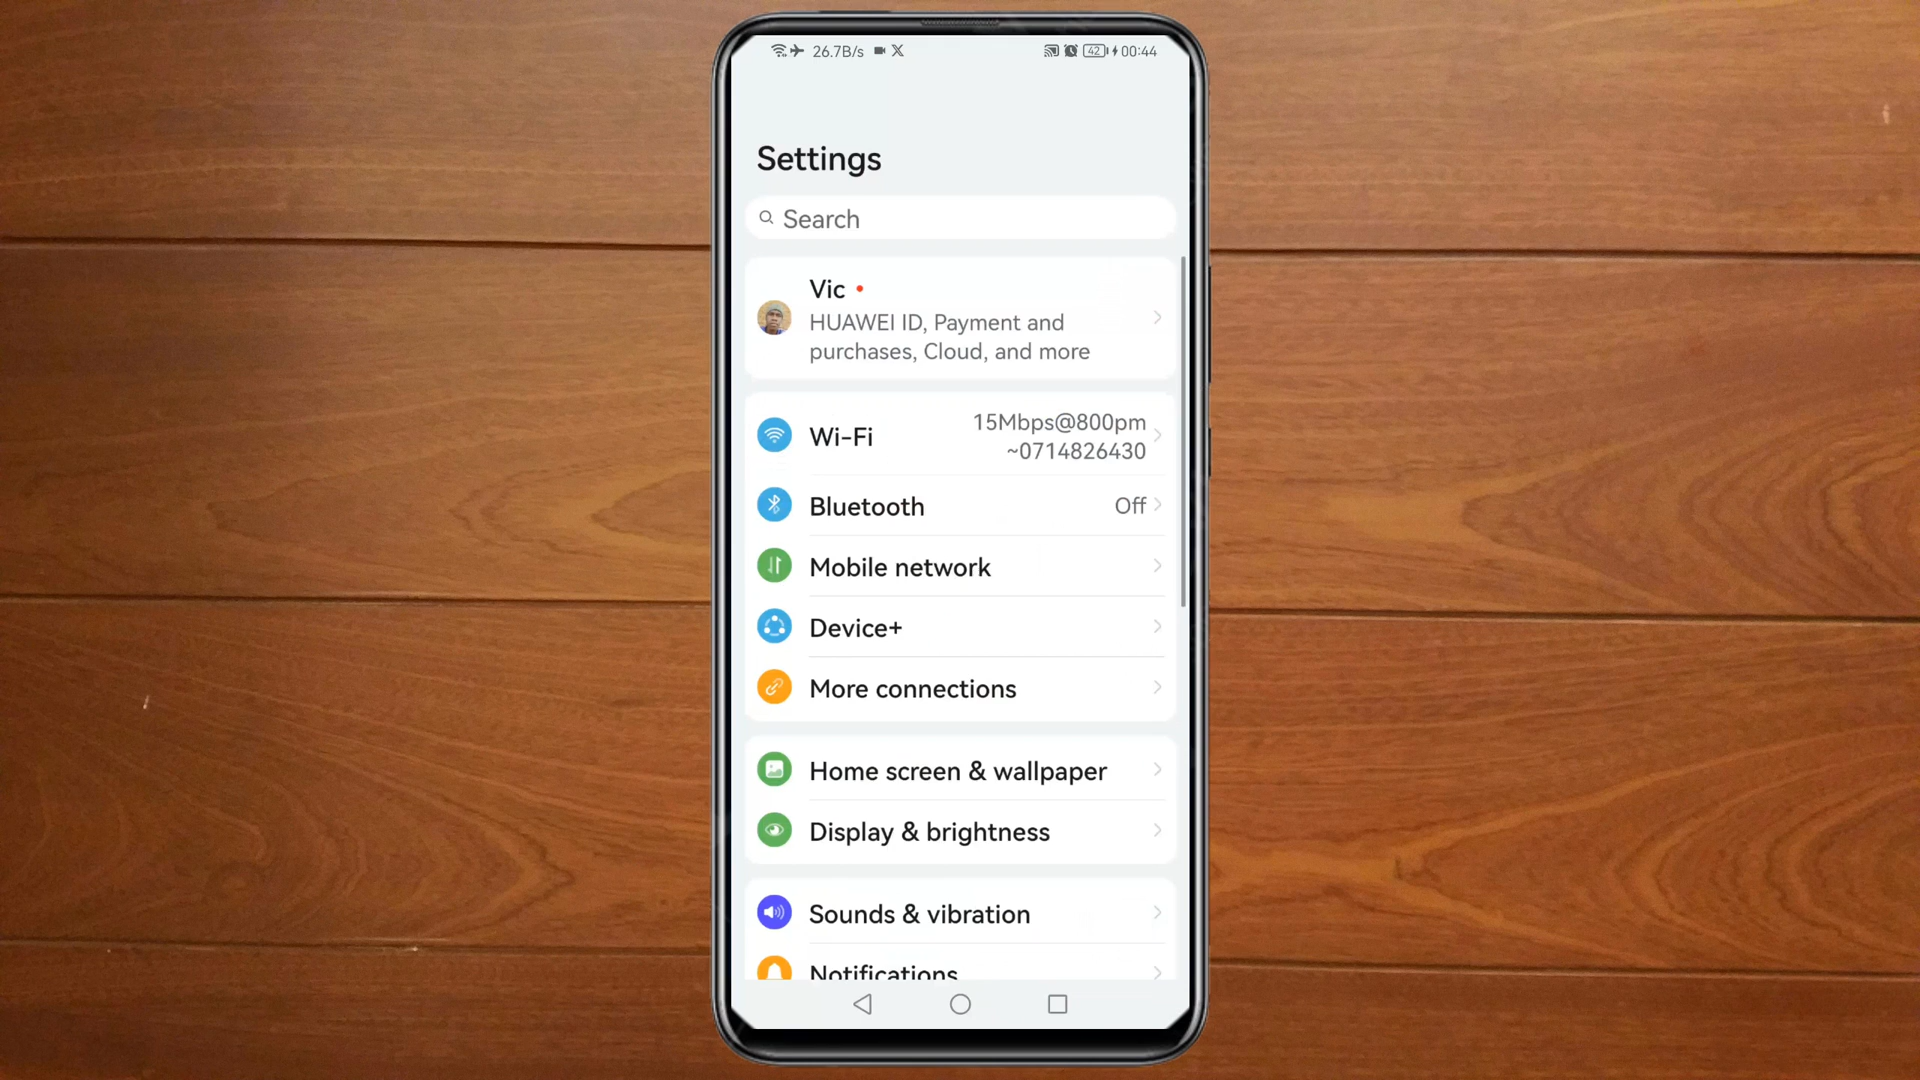 26.7B/s
42 00:44
Settings
Search
Vic
HUAWEI ID, Payment and
purchases, Cloud, and more
Wi-Fi
15Mbps@800pm
~0714826430
Bluetooth Off
Mobile network
Device+
More connections
Home screen & wallpaper
Display & brightness
Sounds & vibration
Notifications